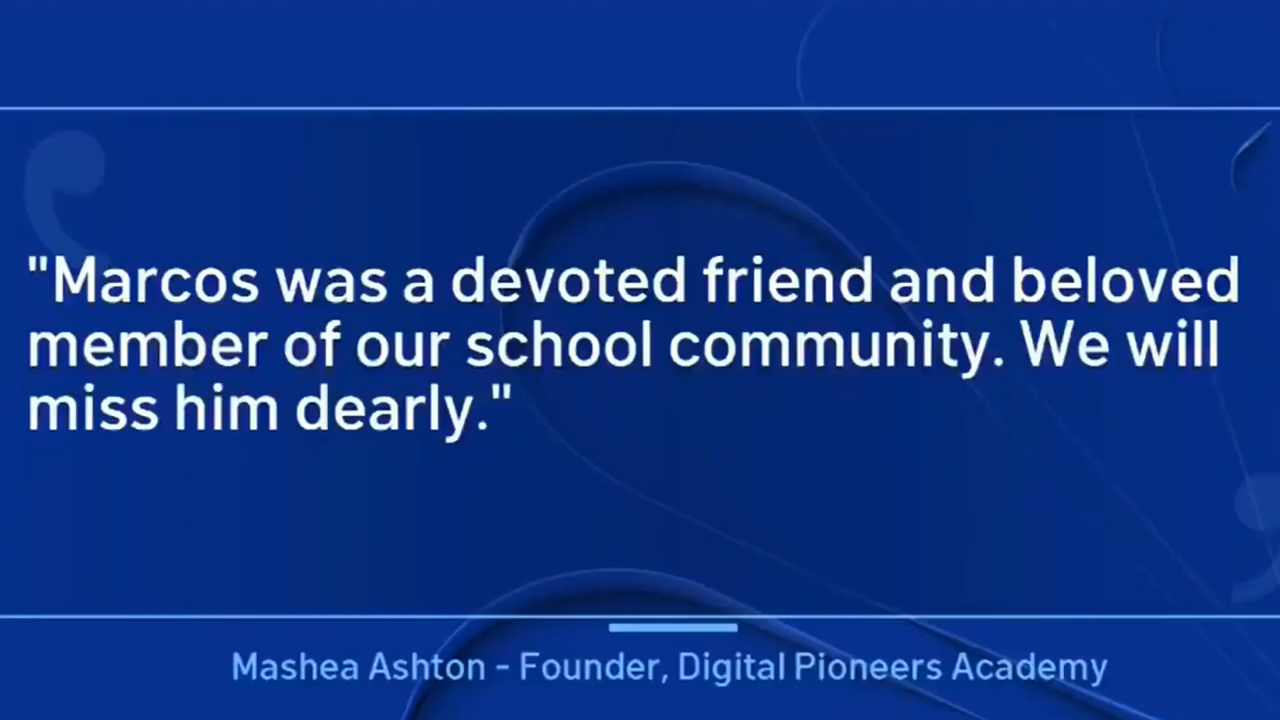 "Marcos was a devoted friend and beloved
member of our school community. We will
miss him dearly."
Mashea Ashton - Founder, Digital Pioneers Academy